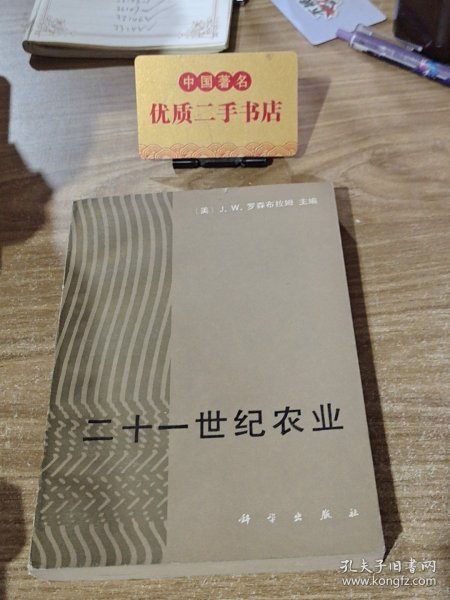 中国著名
优质二手书店
〔美〕J.W.罗森布拉姆 主编
二十一世纪农业
科学出版社
孔夫子旧书网
www.kongfz.com